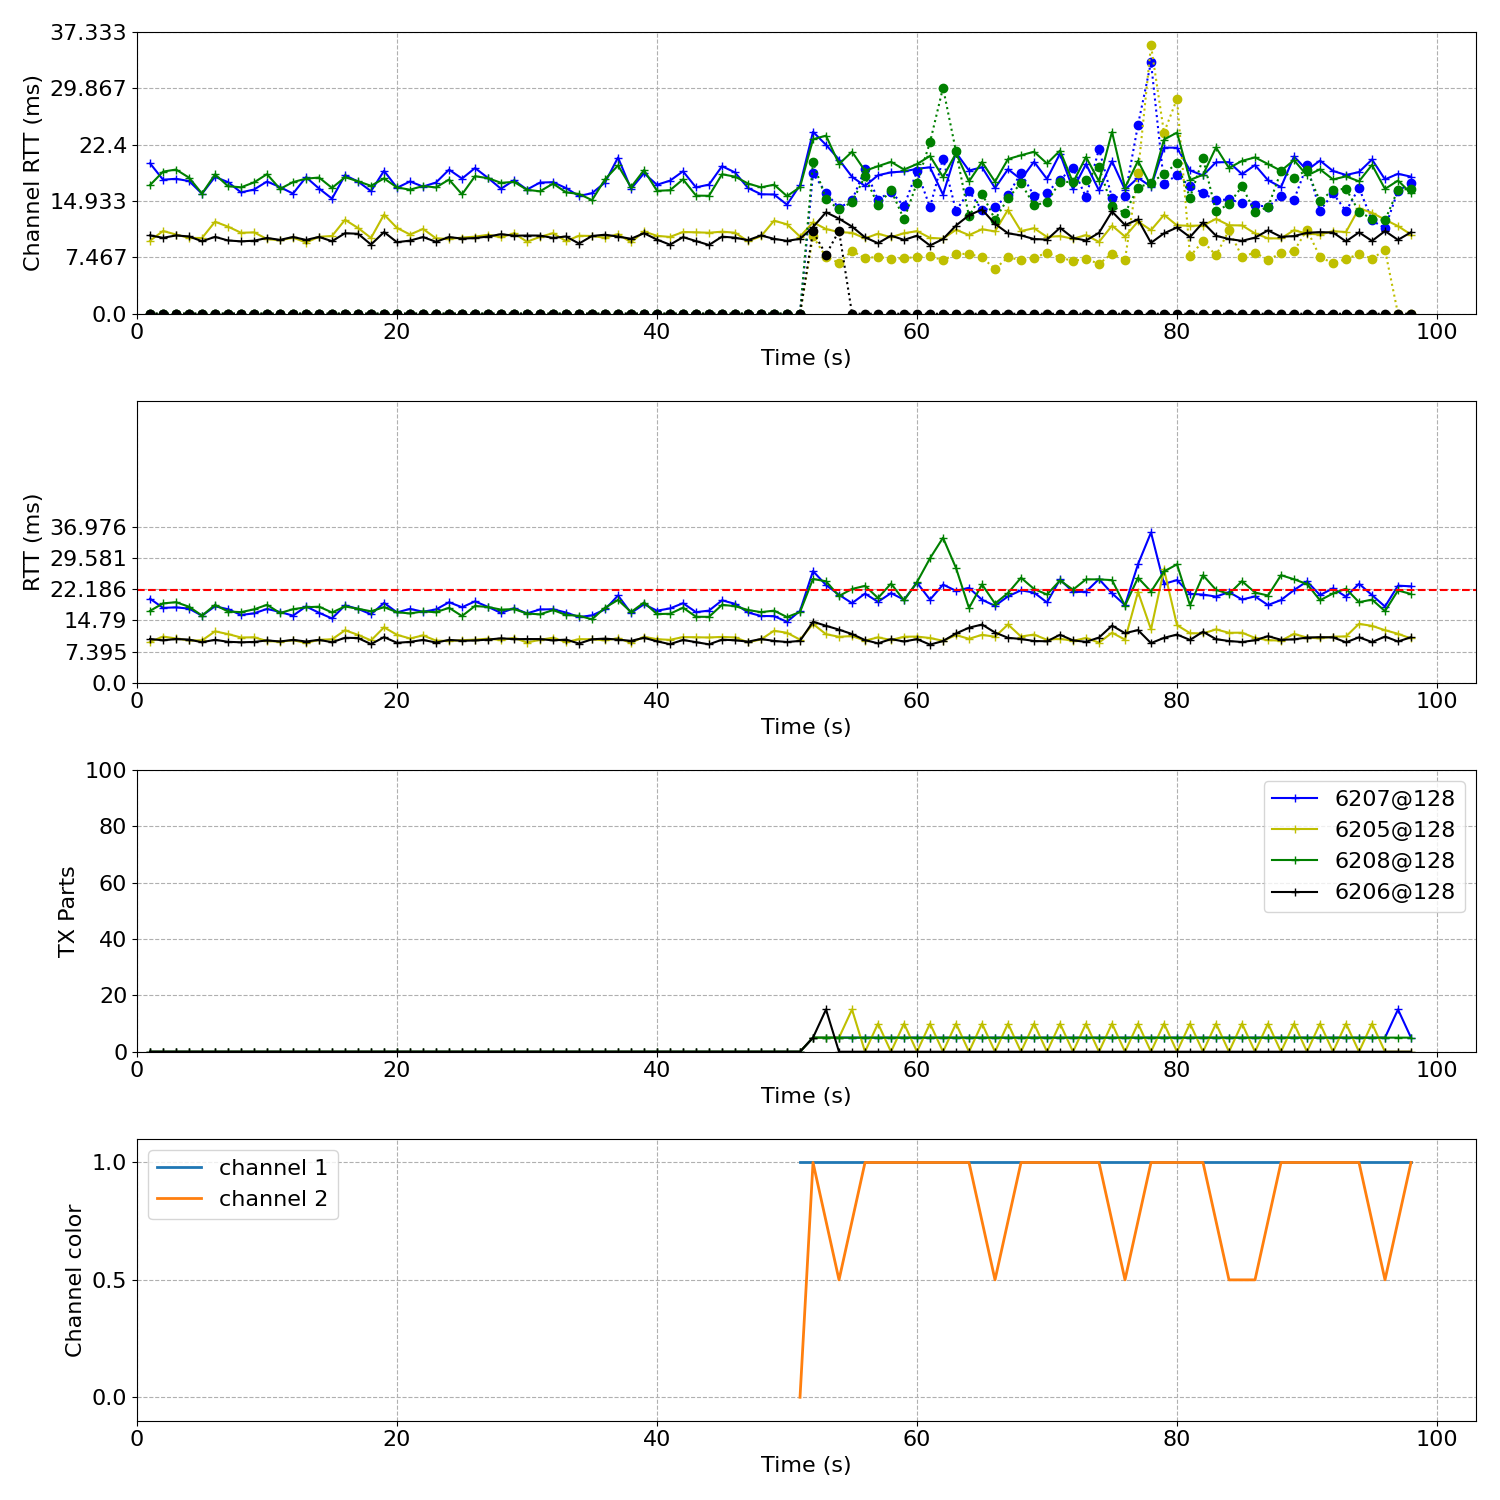 37.333
29.867
22.4
14.933
7.467
0.0
Channel RTT (ms)
0 20 40 60 80 100
Time (s)
36.976
29.581
22.186
14.79
7.395
0.0
RTT (ms)
0 20 40 60 80 100
Time (s)
100
80
60
40
20
0
TX Parts
6207@128
6205@128
6208@128
6206@128
0 20 40 60 80 100
Time (s)
1.0
0.5
0.0
Channel color
channel 1
channel 2
0 20 40 60 80 100
Time (s)